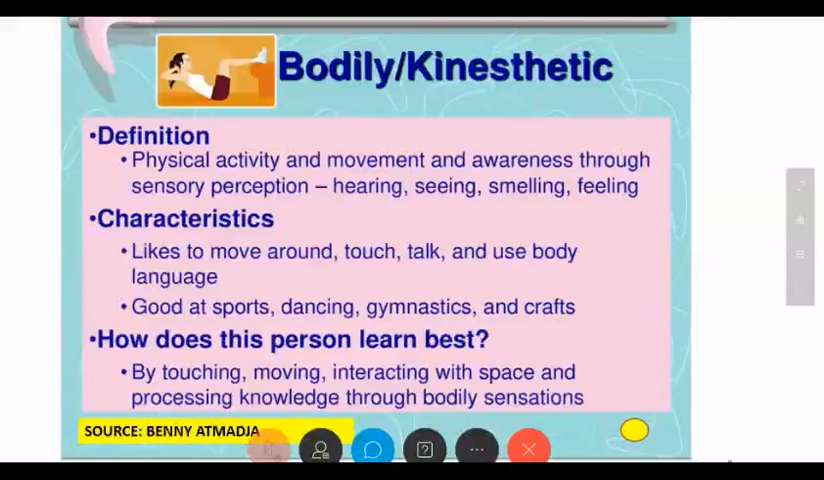 Bodily/Kinesthetic
•Definition
•Physical activity and movement and awareness through
sensory perception – hearing, seeing, smelling, feeling
•Characteristics
•Likes to move around, touch, talk, and use body
language
•Good at sports, dancing, gymnastics, and crafts
•How does this person learn best?
•By touching, moving, interacting with space and
processing knowledge through bodily sensations
SOURCE: BENNY ATMADJA